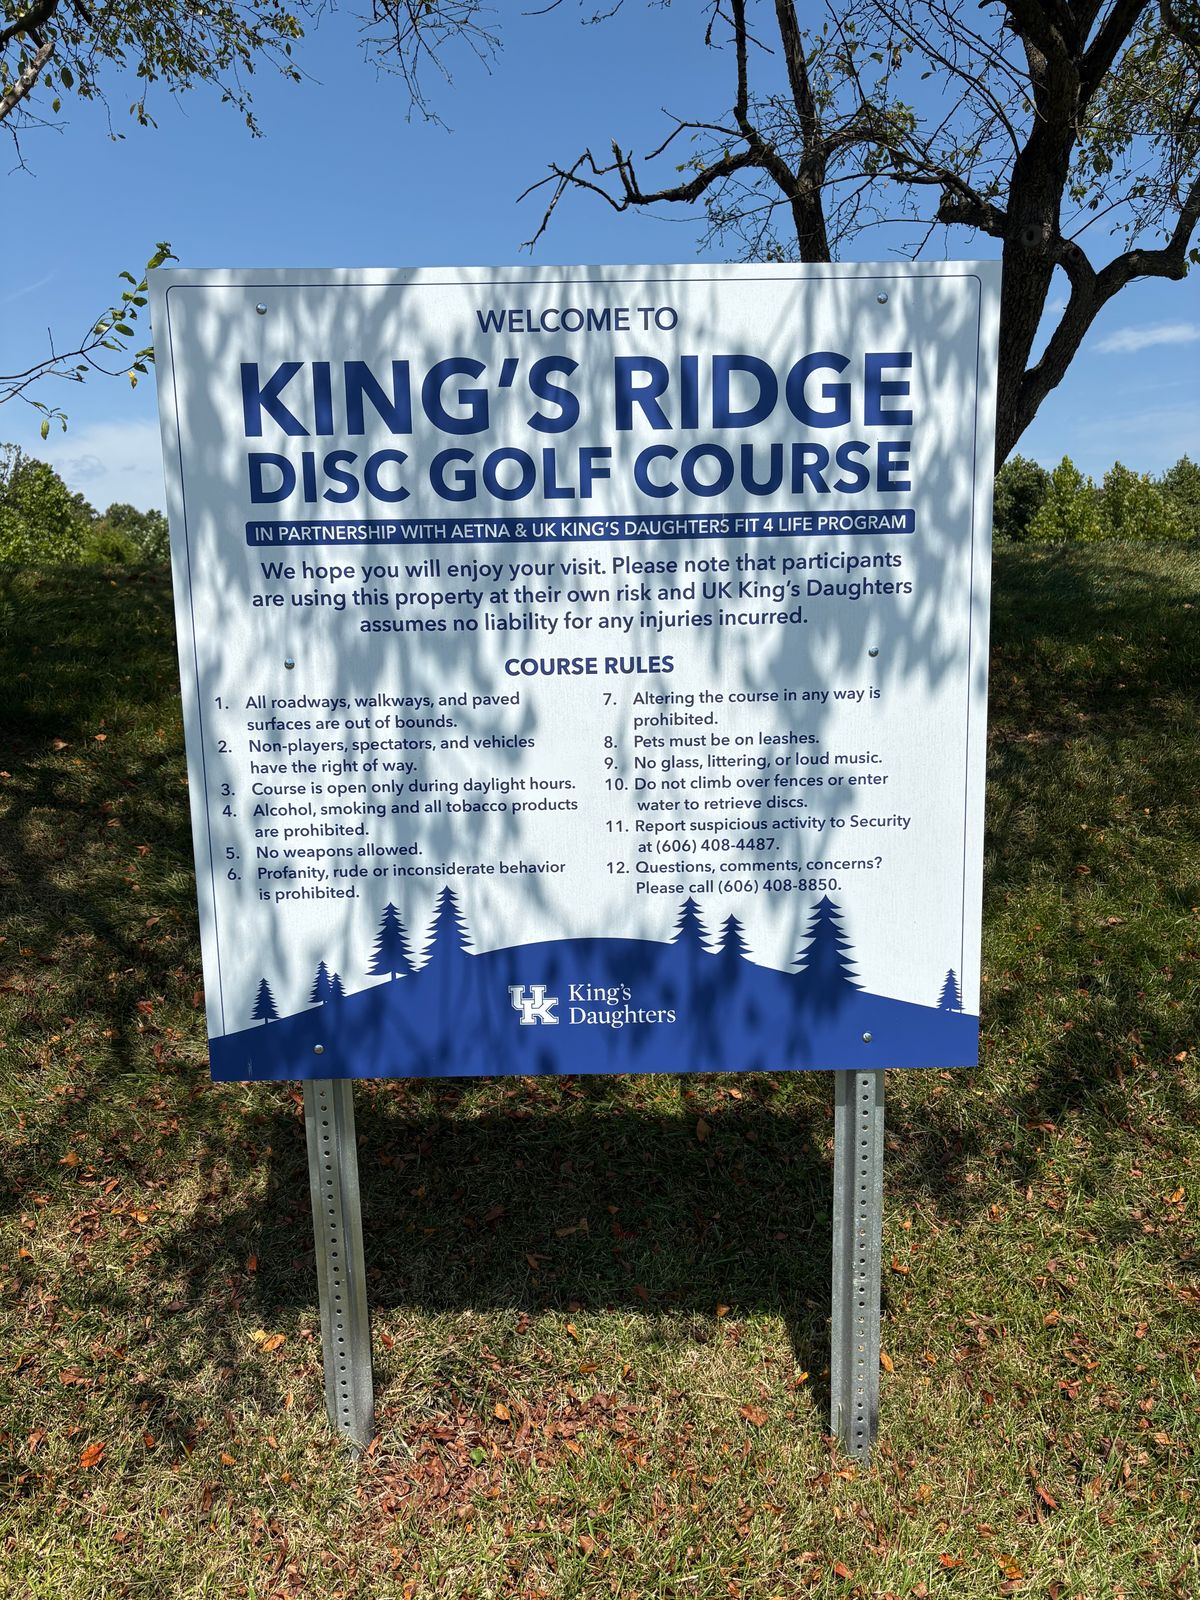 WELCOME TO
KING'S RIDGE
DISC GOLF COURSE
IN PARTNERSHIP WITH AETNA & UK KING'S DAUGHTERS FIT 4 LIFE PROGRAM
We hope you will enjoy your visit. Please note that participants
are using this property at their own risk and UK King's Daughters
assumes no liability for any injuries incurred.
COURSE RULES
1. All roadways, walkways, and paved
surfaces are out of bounds.
2. Non-players, spectators, and vehicles
have the right of way.
3. Course is open only during daylight hours.
4. Alcohol, smoking and all tobacco products
are prohibited.
5. No weapons allowed.
6. Profanity, rude or inconsiderate behavior
is prohibited.
7. Altering the course in any way is
prohibited.
8. Pets must be on leashes.
9. No glass, littering, or loud music.
10. Do not climb over fences or enter
water to retrieve discs.
11. Report suspicious activity to Security
at (606) 408-4487.
12. Questions, comments, concerns?
Please call (606) 408-8850.
UK King's
Daughters